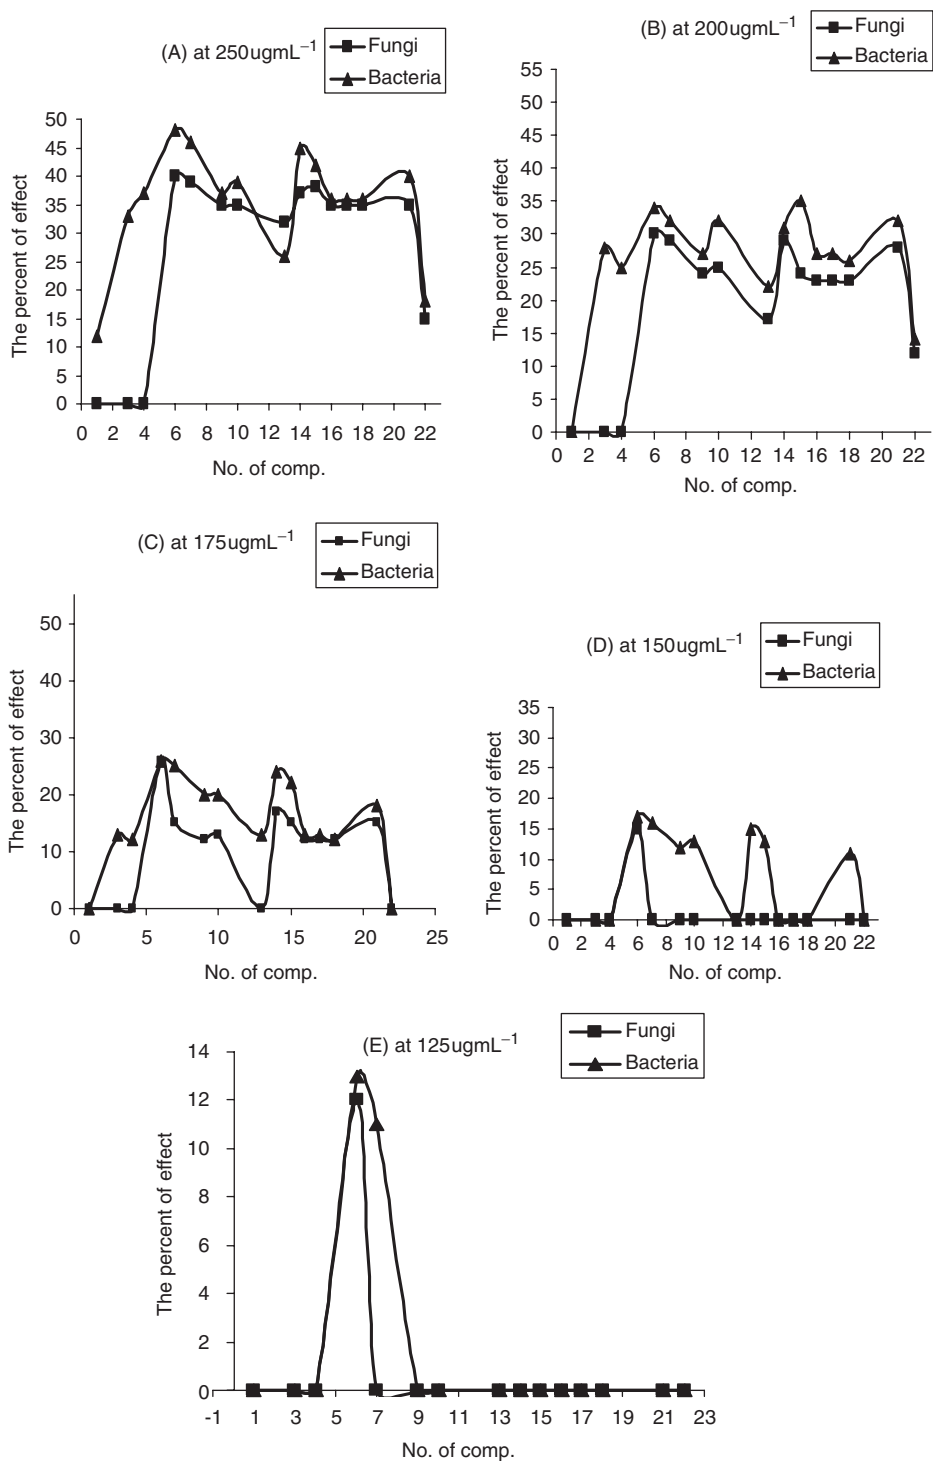 (A) at 250ugmL–1
Fungi
Bacteria
The percent of effect
50
45
40
35
30
25
20
15
10
5
0
0 2 4 6 8 10 12 14 16 18 20 22
No. of comp.
(B) at 200ugmL–1
Fungi
Bacteria
The percent of effect
55
50
45
40
35
30
25
20
15
10
5
0
0 2 4 6 8 10 12 14 16 18 20 22
No. of comp.
(C) at 175ugmL–1
Fungi
Bacteria
The percent of effect
50
40
30
20
10
0
0 5 10 15 20 25
No. of comp.
(D) at 150ugmL–1
Fungi
Bacteria
The percent of effect
35
30
25
20
15
10
5
0
0 2 4 6 8 10 12 14 16 18 20 22
No. of comp.
(E) at 125ugmL–1
Fungi
Bacteria
The percent of effect
14
12
10
8
6
4
2
0
-1 1 3 5 7 9 11 13 15 17 19 21 23
No. of comp.